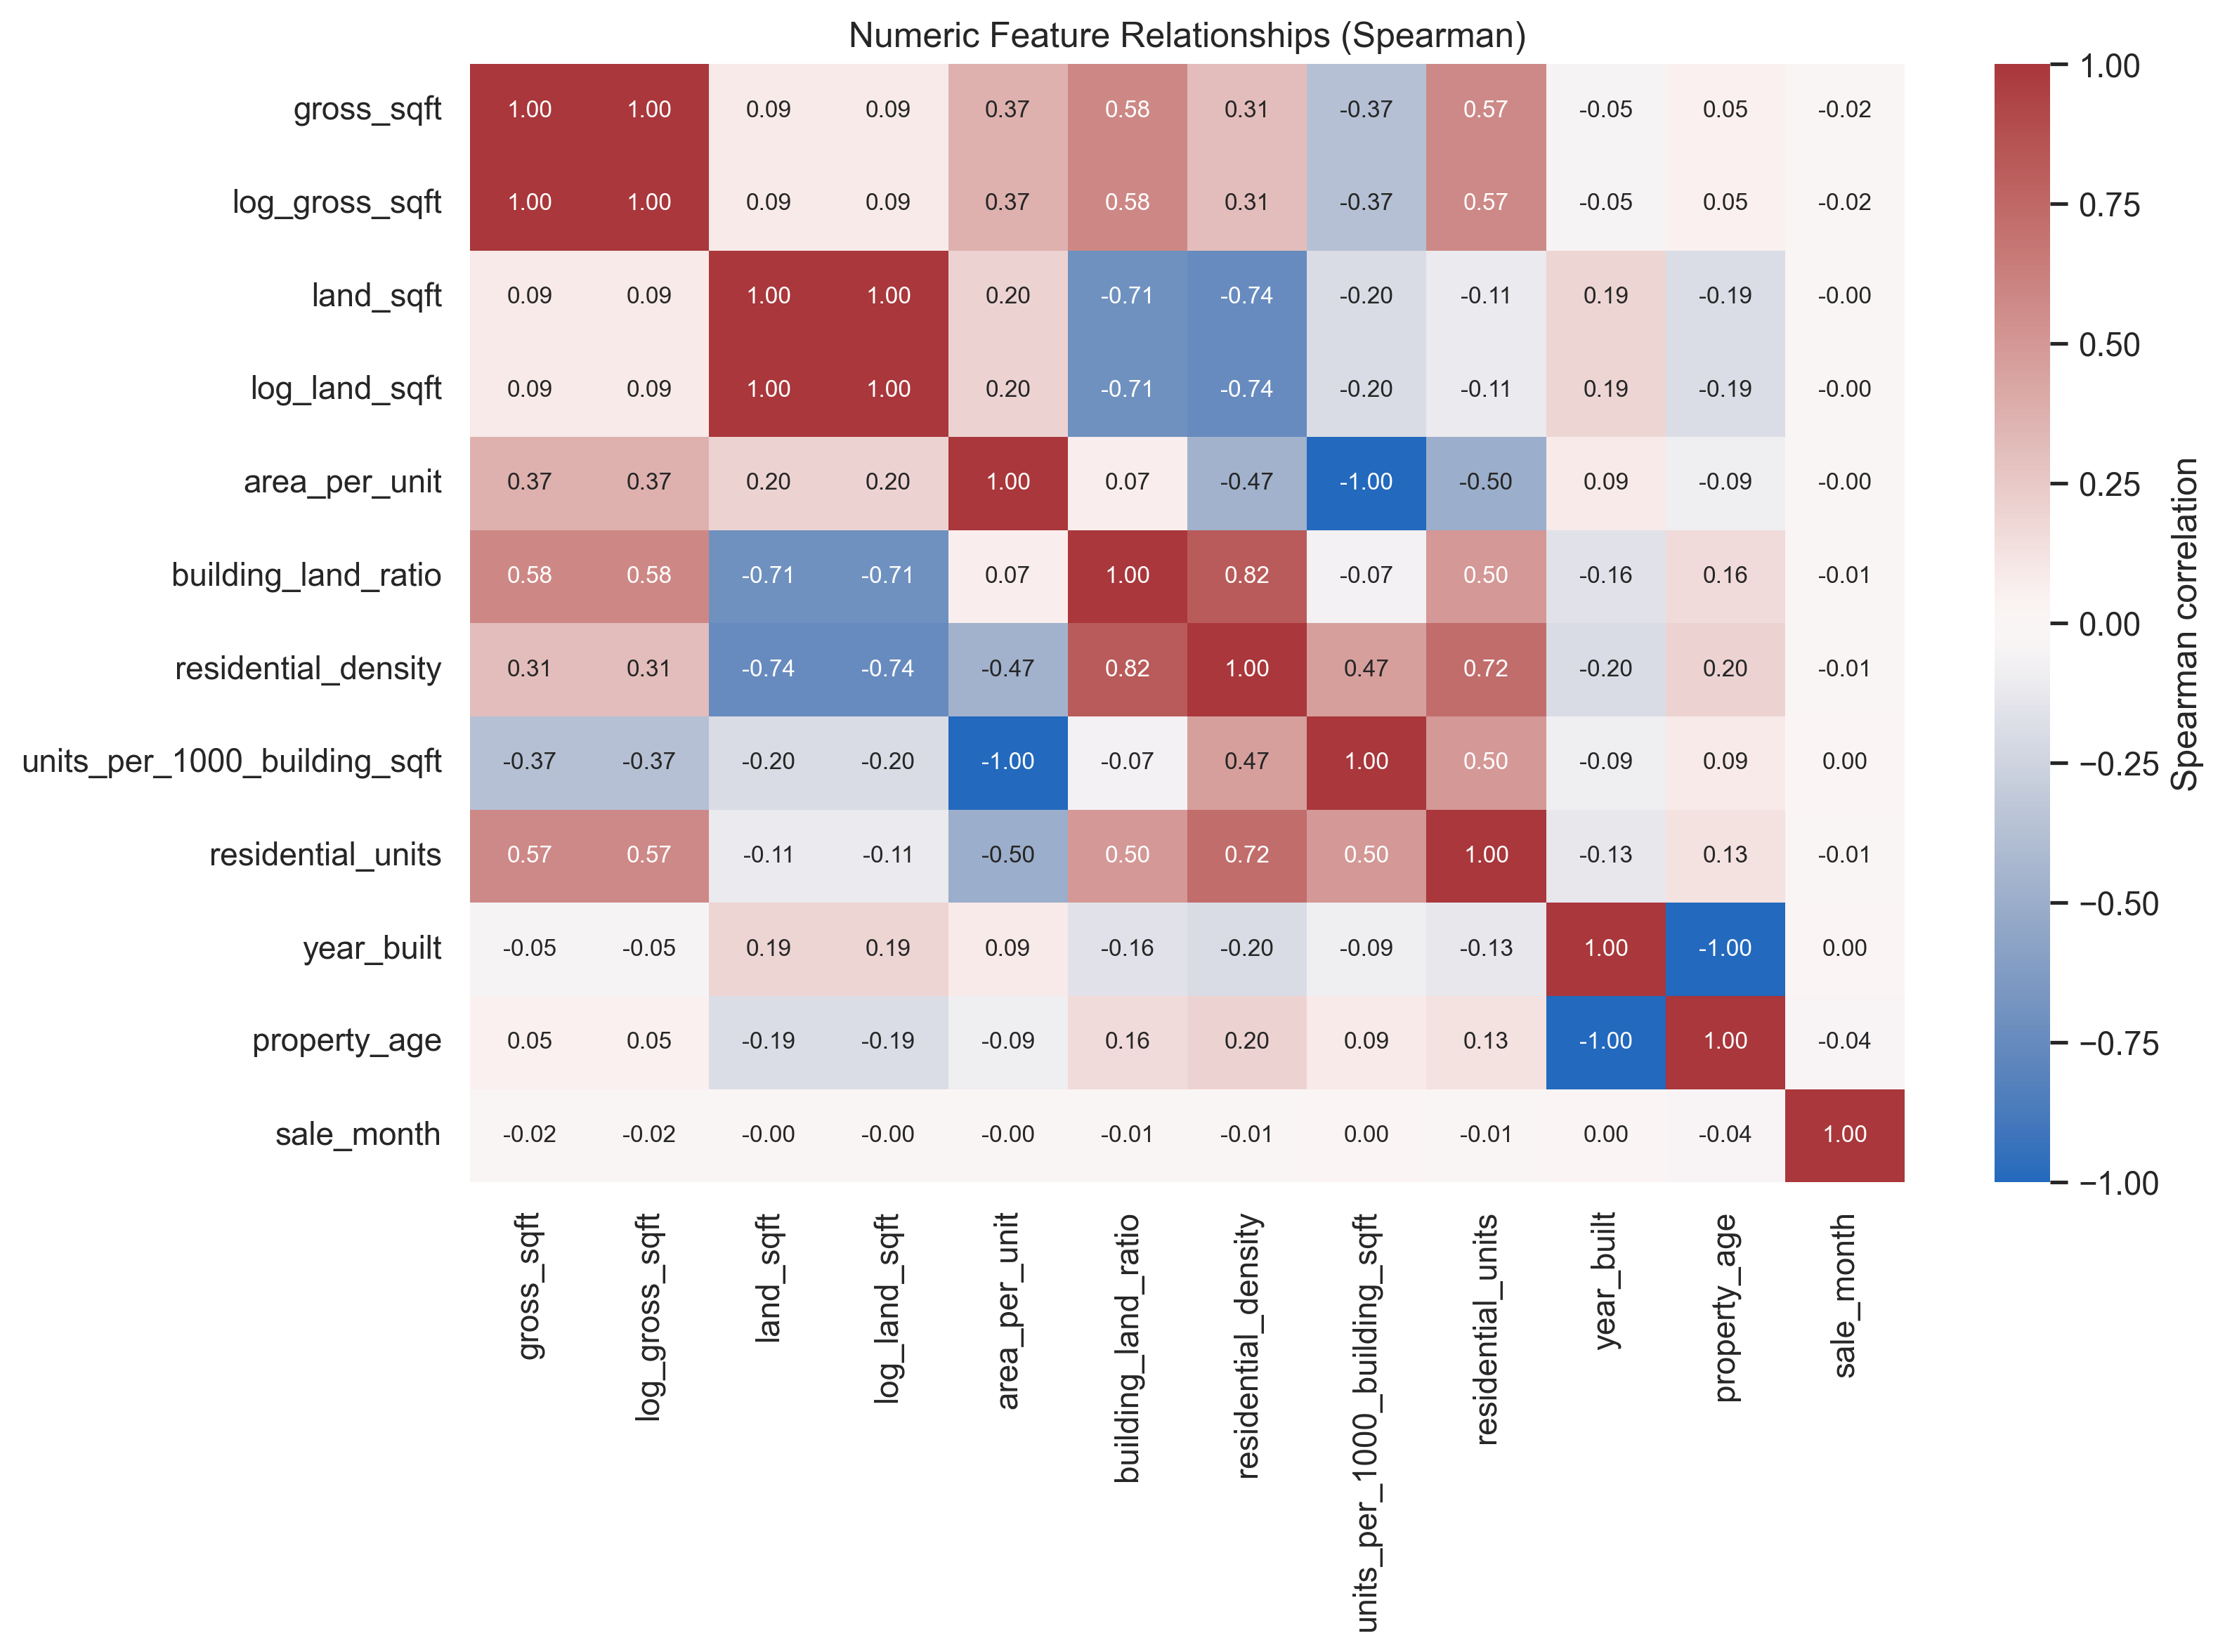 Numeric Feature Relationships (Spearman)
gross_sqft 1.00 1.00 0.09 0.09 0.37 0.58 0.31 -0.37 0.57 -0.05 0.05 -0.02
log_gross_sqft 1.00 1.00 0.09 0.09 0.37 0.58 0.31 -0.37 0.57 -0.05 0.05 -0.02
land_sqft 0.09 0.09 1.00 1.00 0.20 -0.71 -0.74 -0.20 -0.11 0.19 -0.19 -0.00
log_land_sqft 0.09 0.09 1.00 1.00 0.20 -0.71 -0.74 -0.20 -0.11 0.19 -0.19 -0.00
area_per_unit 0.37 0.37 0.20 0.20 1.00 0.07 -0.47 -1.00 -0.50 0.09 -0.09 -0.00
building_land_ratio 0.58 0.58 -0.71 -0.71 0.07 1.00 0.82 -0.07 0.50 -0.16 0.16 -0.01
residential_density 0.31 0.31 -0.74 -0.74 -0.47 0.82 1.00 0.47 0.72 -0.20 0.20 -0.01
units_per_1000_building_sqft -0.37 -0.37 -0.20 -0.20 -1.00 -0.07 0.47 1.00 0.50 -0.09 0.09 0.00
residential_units 0.57 0.57 -0.11 -0.11 -0.50 0.50 0.72 0.50 1.00 -0.13 0.13 -0.01
year_built -0.05 -0.05 0.19 0.19 0.09 -0.16 -0.20 -0.09 -0.13 1.00 -1.00 0.00
property_age 0.05 0.05 -0.19 -0.19 -0.09 0.16 0.20 0.09 0.13 -1.00 1.00 -0.04
sale_month -0.02 -0.02 -0.00 -0.00 -0.00 -0.01 -0.01 0.00 -0.01 0.00 -0.04 1.00
gross_sqft
log_gross_sqft
land_sqft
log_land_sqft
area_per_unit
building_land_ratio
residential_density
units_per_1000_building_sqft
residential_units
year_built
property_age
sale_month
1.00
0.75
0.50
0.25
0.00
−0.25
−0.50
−0.75
−1.00
Spearman correlation